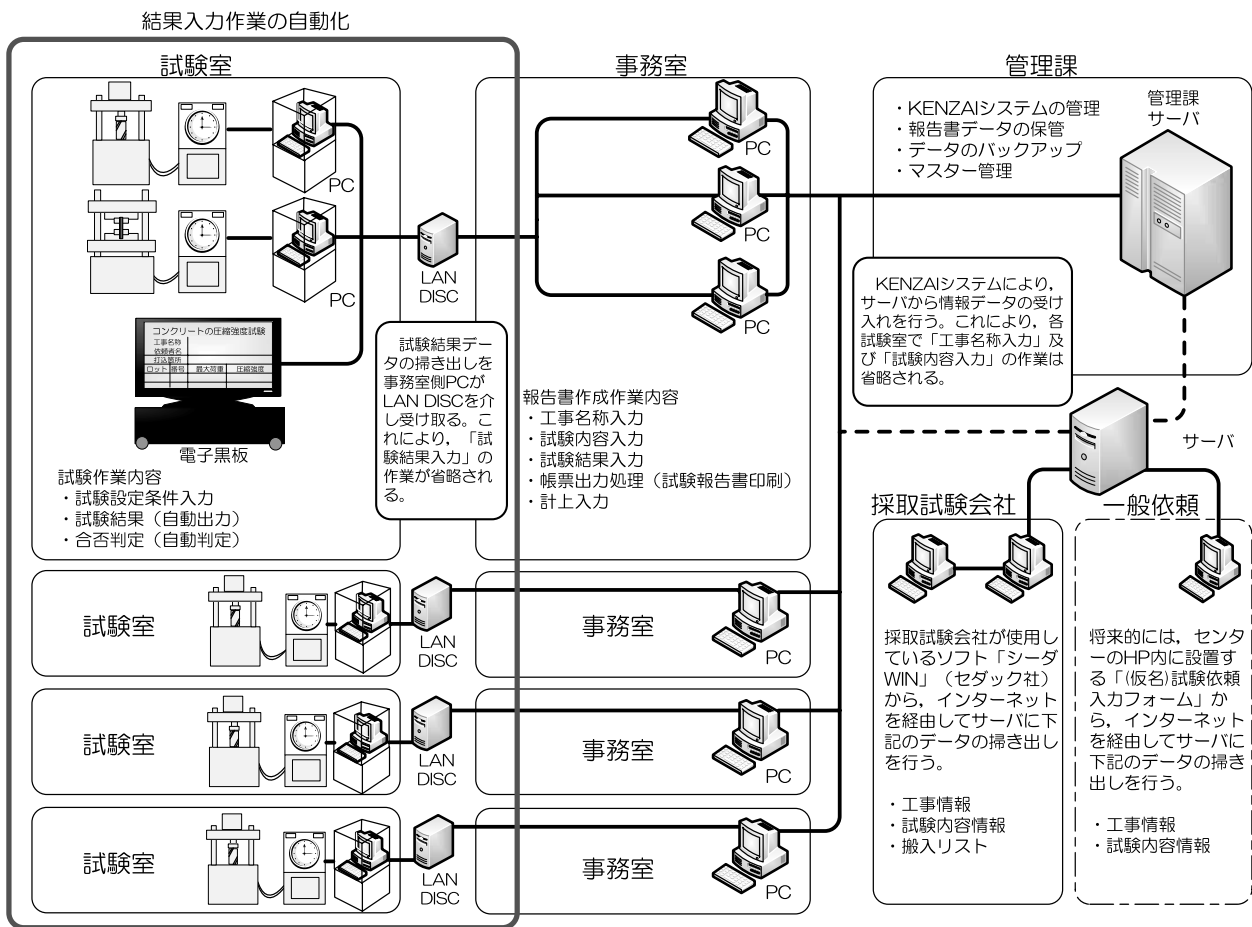 結果入力作業の自動化
試験室
PC
PC
コンクリートの圧縮強度試験
工事名称
依頼者名
打込箇所
ロット 番号 最大荷重 圧縮強度
電子黒板
試験作業内容
・試験設定条件入力
・試験結果（自動出力）
・合否判定（自動判定）
LAN
DISC
試験結果デー
タの掃き出しを
事務室側PCが
LAN DISCを介
し受け取る。こ
れにより，「試
験結果入力」の
作業が省略され
る。
事務室
PC
PC
PC
報告書作成作業内容
・工事名称入力
・試験内容入力
・試験結果入力
・帳票出力処理（試験報告書印刷）
・計上入力
管理課
・KENZAIシステムの管理
・報告書データの保管
・データのバックアップ
・マスター管理
管理課
サーバ
KENZAIシステムにより，
サーバから情報データの受け
入れを行う。これにより，各
試験室で「工事名称入力」及
び「試験内容入力」の作業は
省略される。
サーバ
採取試験会社
採取試験会社が使用し
ているソフト「シーダ
WIN」（セダック社）
から，インターネット
を経由してサーバに下
記のデータの掃き出し
を行う。
・工事情報
・試験内容情報
・搬入リスト
一般依頼
将来的には，センタ
ーのHP内に設置す
る「(仮名)試験依頼
入力フォーム」か
ら，インターネット
を経由してサーバに
下記のデータの掃き
出しを行う。
・工事情報
・試験内容情報
試験室
LAN
DISC
事務室
PC
試験室
LAN
DISC
事務室
PC
試験室
LAN
DISC
事務室
PC